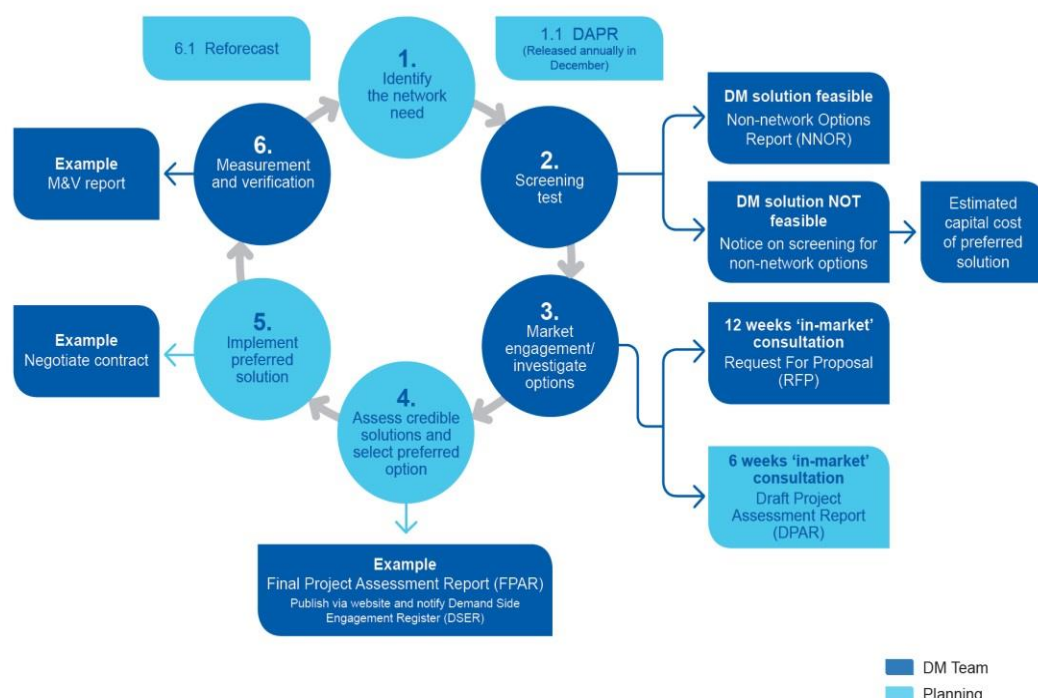 6.1 Reforecast
1.1 DAPR
(Released annually in
December)
1.
Identify
the network
need
2.
Screening
test
DM solution feasible
Non-network Options
Report (NNOR)
DM solution NOT
feasible
Notice on screening for
non-network options
Estimated
capital cost
of preferred
solution
3.
Market
engagement/
investigate
options
12 weeks ‘in-market’
consultation
Request For Proposal
(RFP)
6 weeks ‘in-market’
consultation
Draft Project
Assessment Report
(DPAR)
4.
Assess credible
solutions and
select preferred
option
Example
Final Project Assessment Report (FPAR)
Publish via website and notify Demand Side
Engagement Register (DSER)
5.
Implement
preferred
solution
Example
Negotiate contract
6.
Measurement
and verification
Example
M&V report
DM Team
Planning